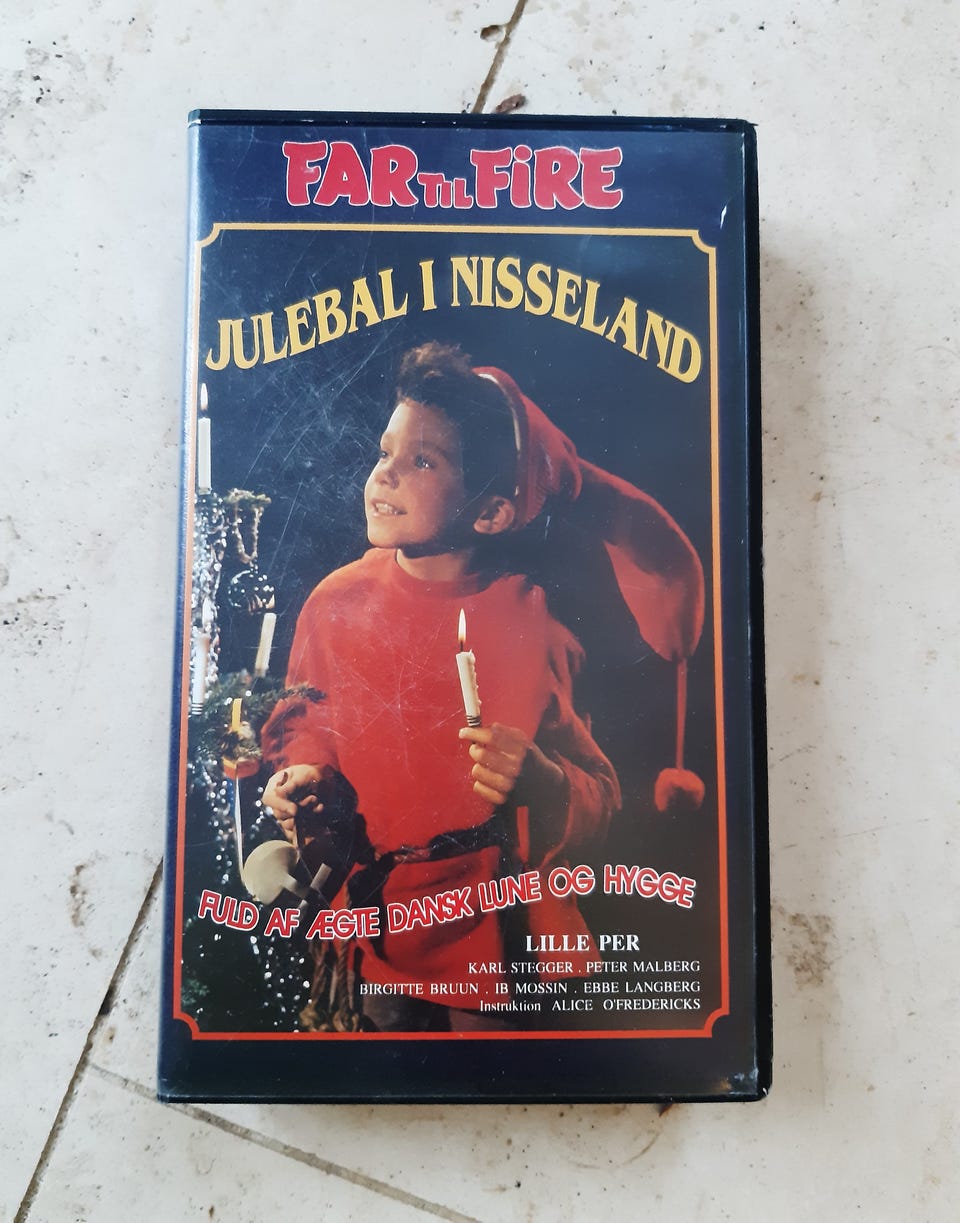 FAR TIL FiRE
JULEBAL I NISSELAND
FULD AF ÆGTE DANSK LUNE OG HYGGE
LILLE PER
KARL STEGGER . PETER MALBERG
BIRGITTE BRUUN . IB MOSSIN . EBBE LANGBERG
Instruktion ALICE O'FREDERICKS